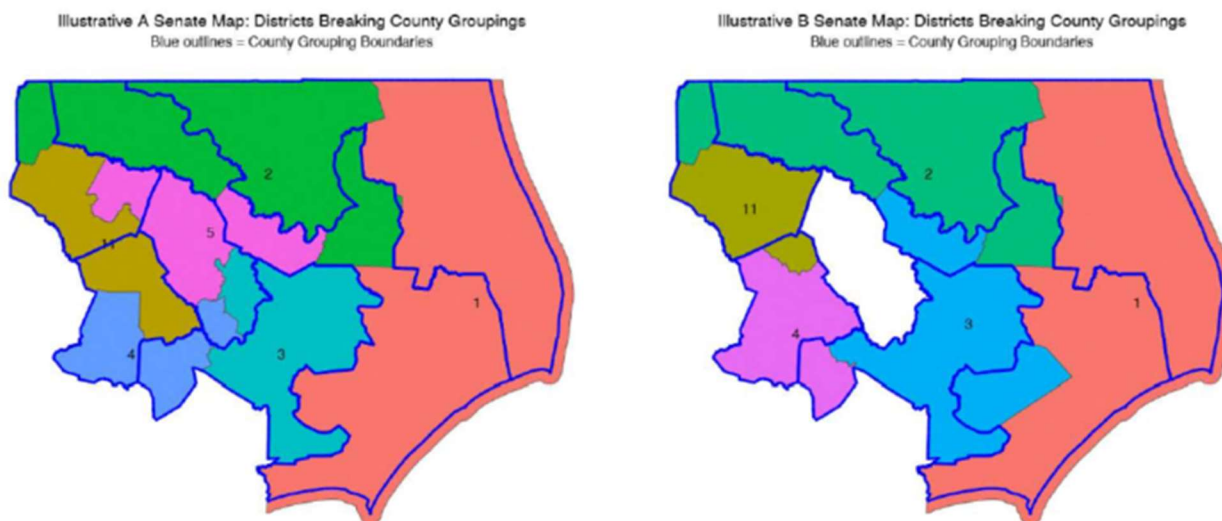 Illustrative A Senate Map: Districts Breaking County Groupings
Blue outlines = County Grouping Boundaries
2
5
11
1
4
3
Illustrative B Senate Map: Districts Breaking County Groupings
Blue outlines = County Grouping Boundaries
2
11
1
3
4